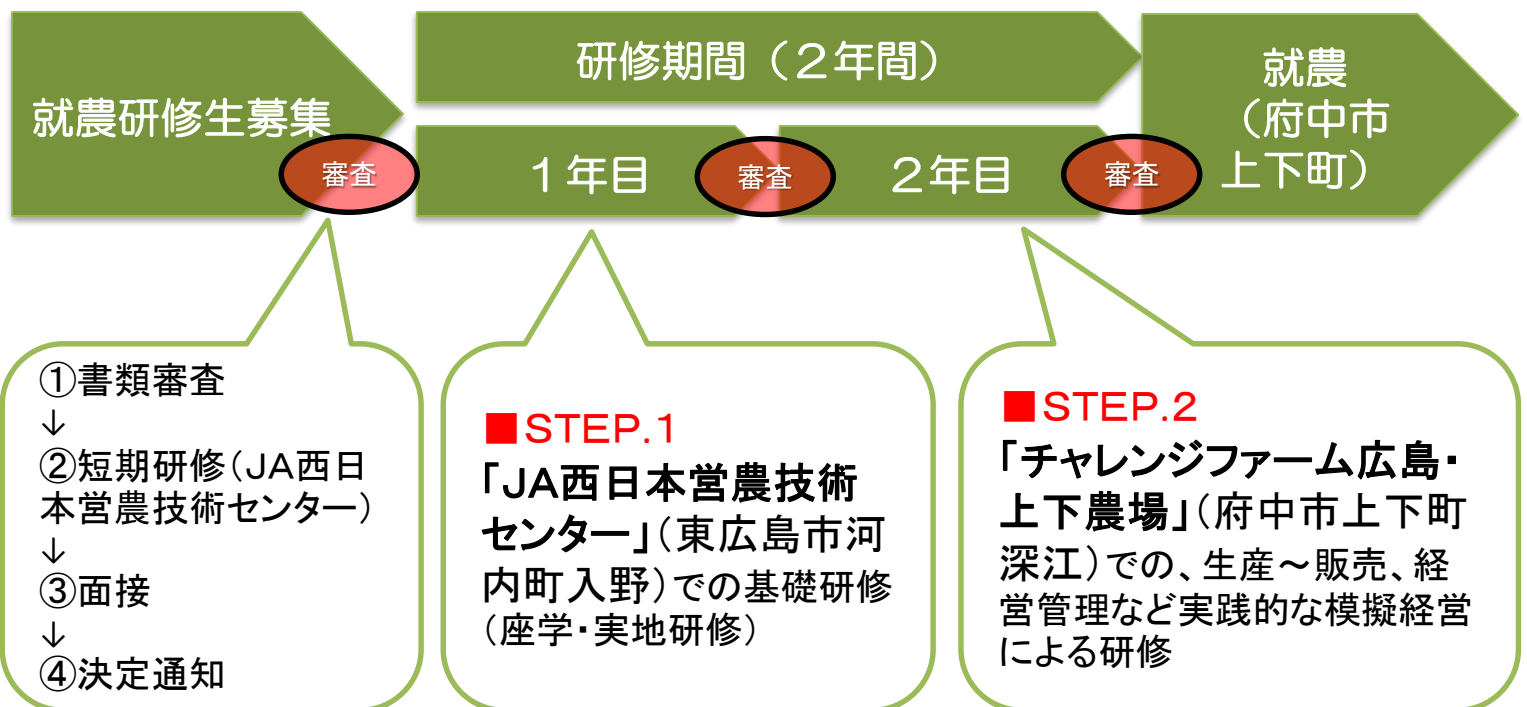 就農研修生募集
審査
研修期間（２年間）
１年目
審査
２年目
審査
就農
（府中市
上下町）
①書類審査
↓
②短期研修（ＪＡ西日
本営農技術センター）
↓
③面接
↓
④決定通知
■ＳＴＥＰ.１
「ＪＡ西日本営農技術
センター」（東広島市河
内町入野）での基礎研修
（座学・実地研修）
■ＳＴＥＰ.２
「チャレンジファーム広島・
上下農場」（府中市上下町
深江）での、生産～販売、経
営管理など実践的な模擬経営
による研修